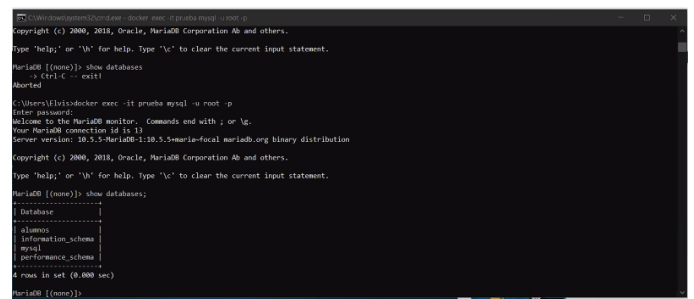 C:\Windows\system32\cmd.exe - docker exec -it prueba mysql -u root -p
Copyright (c) 2000, 2018, Oracle, MariaDB Corporation Ab and others.
Type 'help;' or '\h' for help. Type '\c' to clear the current input statement.
MariaDB [(none)]> show databases
    -> Ctrl-C -- exit!
Aborted
C:\Users\Elvis>docker exec -it prueba mysql -u root -p
Enter password:
Welcome to the MariaDB monitor.  Commands end with ; or \g.
Your MariaDB connection id is 13
Server version: 10.5.5-MariaDB-1:10.5.5+maria~focal mariadb.org binary distribution
Copyright (c) 2000, 2018, Oracle, MariaDB Corporation Ab and others.
Type 'help;' or '\h' for help. Type '\c' to clear the current input statement.
MariaDB [(none)]> show databases;
+--------------------+
| Database           |
+--------------------+
| alumnos            |
| information_schema |
| mysql              |
| performance_schema |
+--------------------+
4 rows in set (0.000 sec)
MariaDB [(none)]>